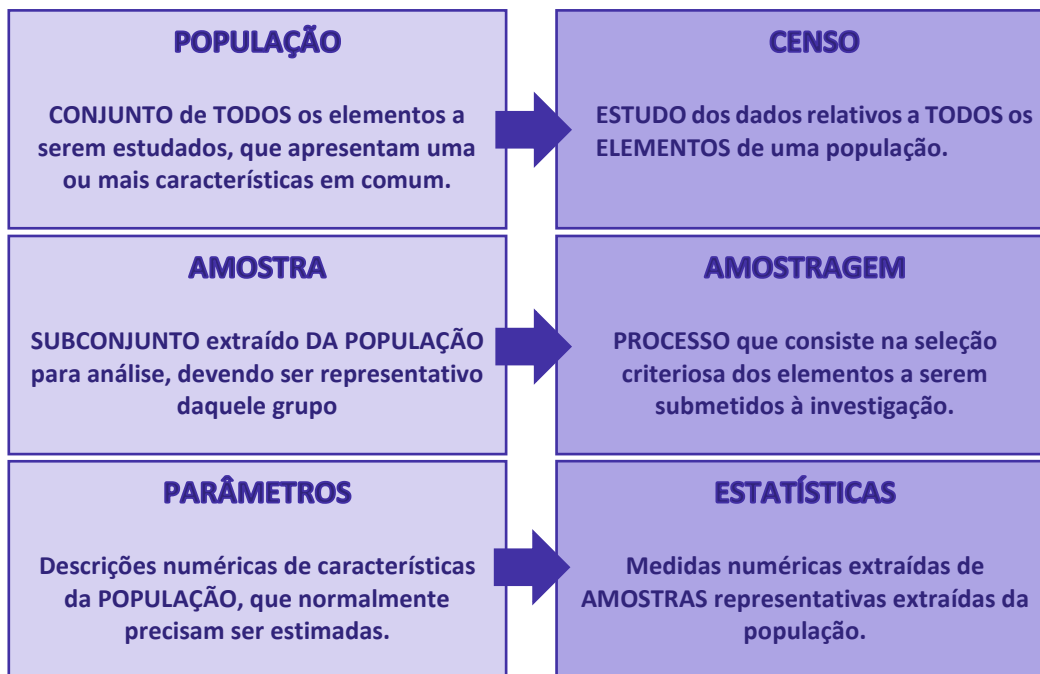 POPULAÇÃO
CONJUNTO de TODOS os elementos a
serem estudados, que apresentam uma
ou mais características em comum.
CENSO
ESTUDO dos dados relativos a TODOS os
ELEMENTOS de uma população.
AMOSTRA
SUBCONJUNTO extraído DA POPULAÇÃO
para análise, devendo ser representativo
daquele grupo
AMOSTRAGEM
PROCESSO que consiste na seleção
criteriosa dos elementos a serem
submetidos à investigação.
PARÂMETROS
Descrições numéricas de características
da POPULAÇÃO, que normalmente
precisam ser estimadas.
ESTATÍSTICAS
Medidas numéricas extraídas de
AMOSTRAS representativas extraídas da
população.